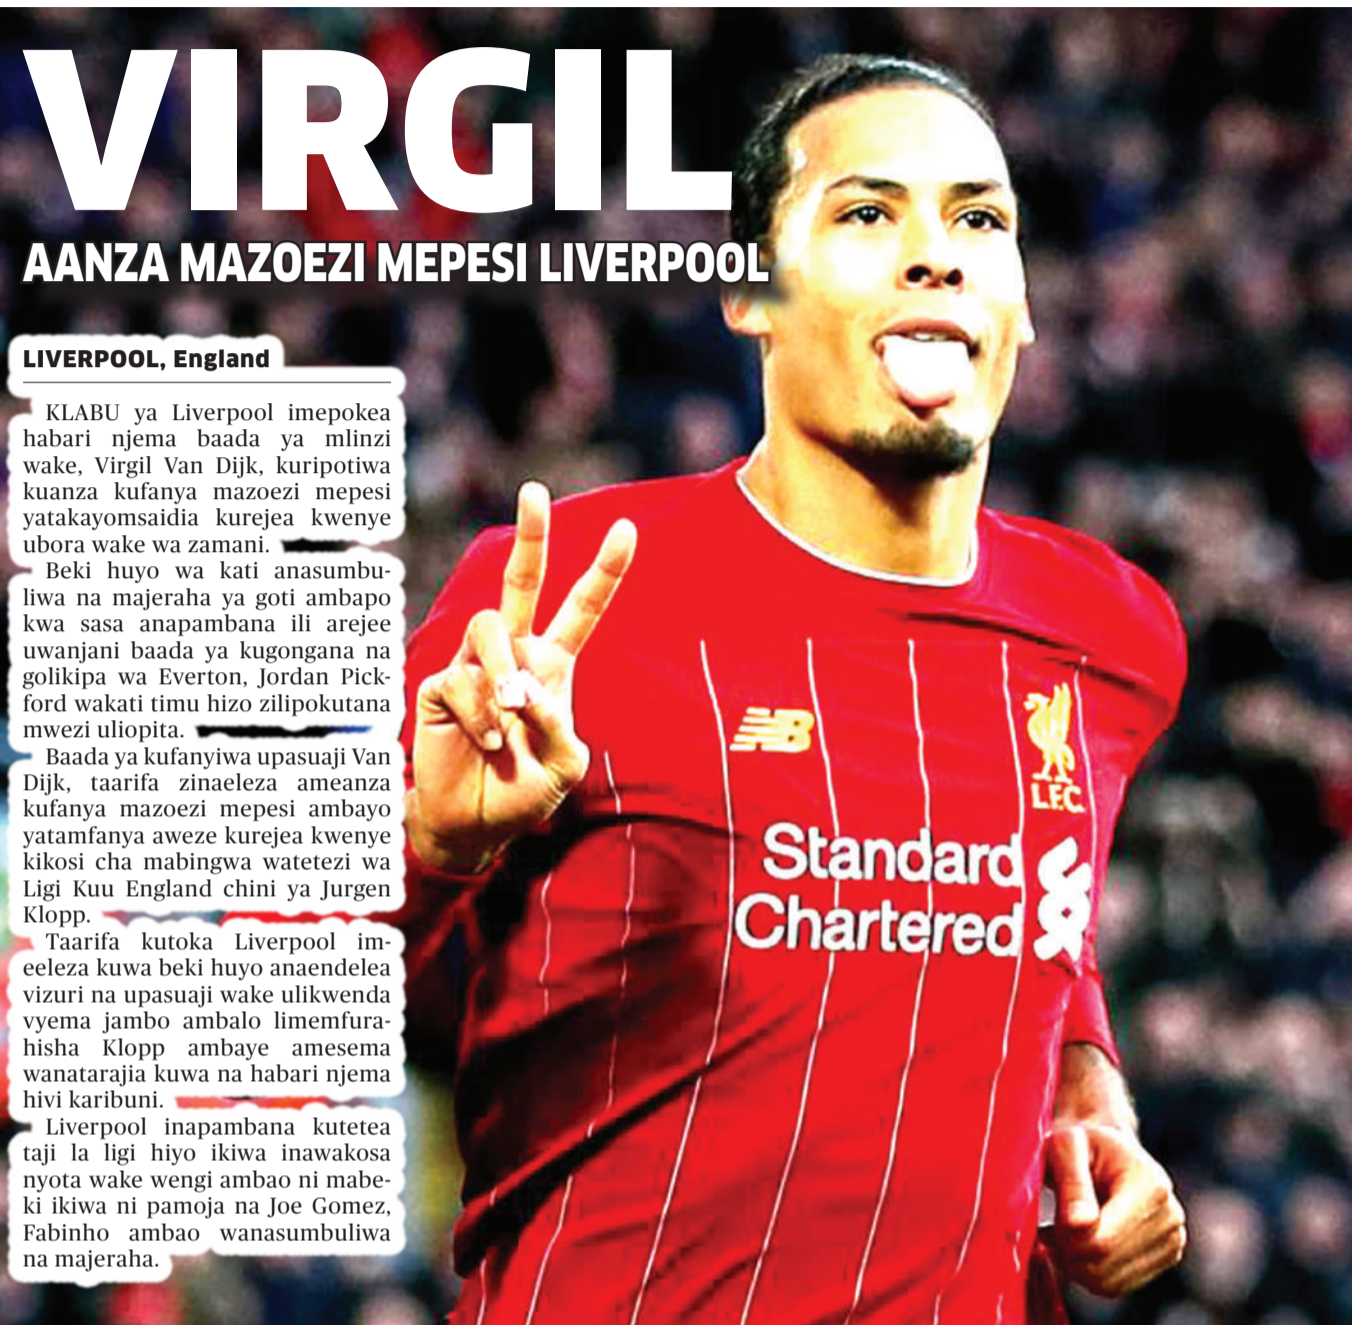 VIRGIL
AANZA MAZOEZI MEPESI LIVERPOOL
LIVERPOOL, England
KLABU ya Liverpool imepokea
habari njema baada ya mlinzi
wake, Virgil Van Dijk, kuripotiwa
kuanza kufanya mazoezi mepesi
yatakayomsaidia kurejea kwenye
ubora wake wa zamani.
Beki huyo wa kati anasumbu-
liwa na majeraha ya goti ambapo
kwa sasa anapambana ili arejee
uwanjani baada ya kugongana na
golikipa wa Everton, Jordan Pick-
ford wakati timu hizo zilipokutana
mwezi uliopita.
Baada ya kufanyiwa upasuaji Van
Dijk, taarifa zinaeleza ameanza
kufanya mazoezi mepesi ambayo
yatamfanya aweze kurejea kwenye
kikosi cha mabingwa watetezi wa
Ligi Kuu England chini ya Jurgen
Klopp.
Taarifa kutoka Liverpool im-
eeleza kuwa beki huyo anaendelea
vizuri na upasuaji wake ulikwenda
vyema jambo ambalo limemfura-
hisha Klopp ambaye amesema
wanatarajia kuwa na habari njema
hivi karibuni.
Liverpool inapambana kutetea
taji la ligi hiyo ikiwa inawakosa
nyota wake wengi ambao ni mabe-
ki ikiwa ni pamoja na Joe Gomez,
Fabinho ambao wanasumbuliwa
na majeraha.
NB
L.F.C.
Standard
Chartered